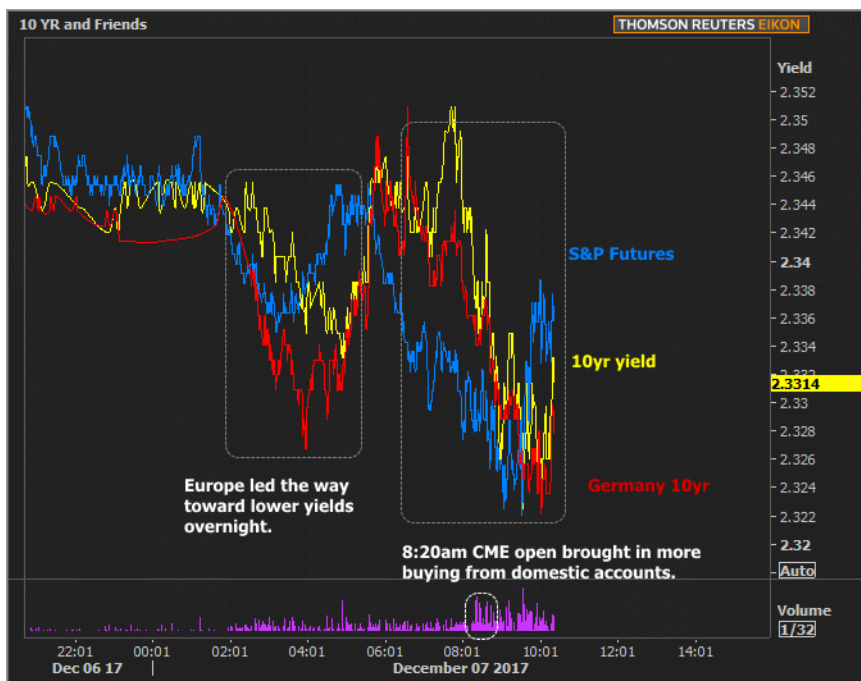 10 YR and Friends
THOMSON REUTERS EIKON
Yield
2.352
2.35
2.348
2.346
2.344
2.342
2.34
2.338
2.336
2.334
2.3314
2.33
2.328
2.326
2.324
2.322
2.32
Auto
S&P Futures
10yr yield
Germany 10yr
Europe led the way
toward lower yields
overnight.
8:20am CME open brought in more
buying from domestic accounts.
Volume
1/32
22:01 00:01 02:01 04:01 06:01 08:01 10:01 12:01 14:01
Dec 06 17 December 07 2017